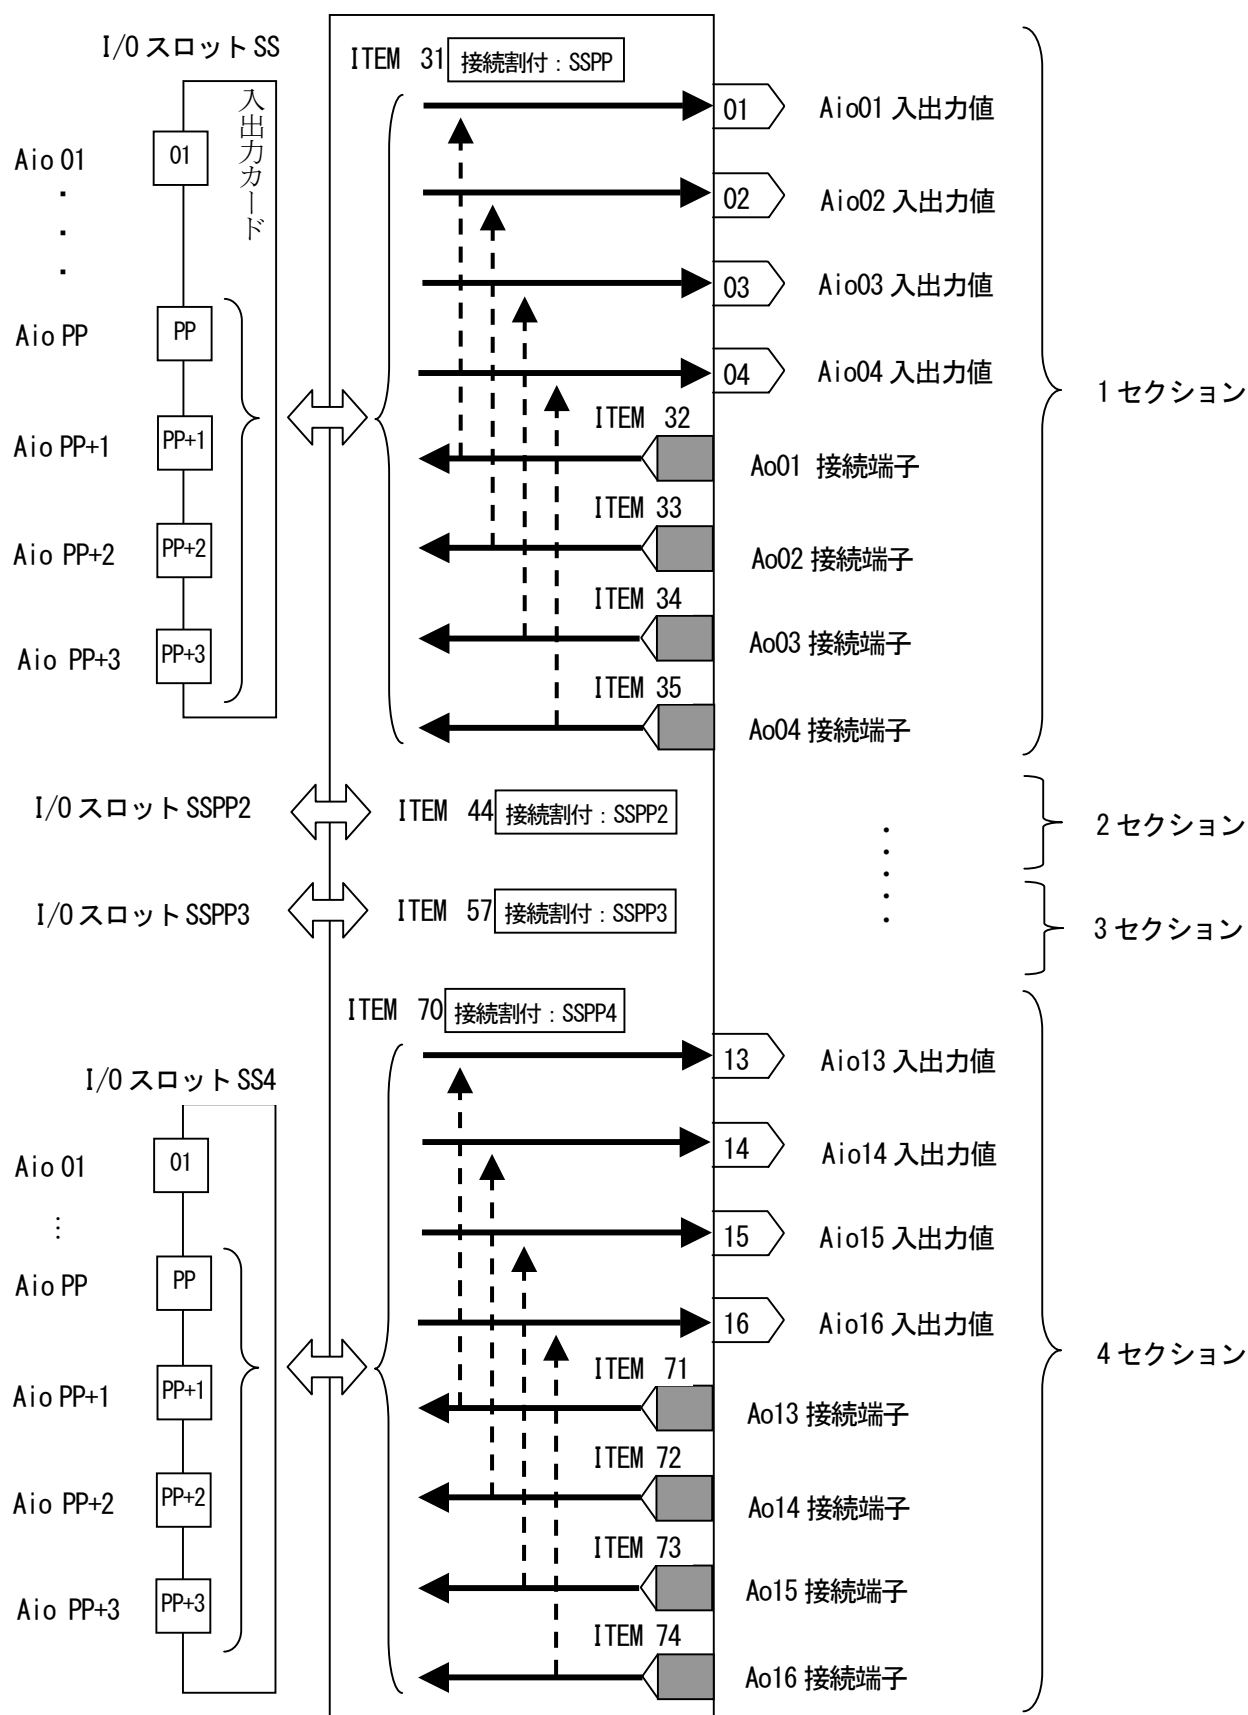 I/O スロット SS
ITEM 31 接続割付：SSPP
入出力カード
01 Aio01 入出力値
Aio 01 01
02 Aio02 入出力値
03 Aio03 入出力値
Aio PP PP
04 Aio04 入出力値
1 セクション
ITEM 32
Aio PP+1 PP+1
Ao01 接続端子
ITEM 33
Aio PP+2 PP+2
Ao02 接続端子
ITEM 34
Aio PP+3 PP+3
Ao03 接続端子
ITEM 35
Ao04 接続端子
I/O スロット SSPP2 ITEM 44 接続割付：SSPP2
2 セクション
I/O スロット SSPP3 ITEM 57 接続割付：SSPP3
3 セクション
ITEM 70 接続割付：SSPP4
13 Aio13 入出力値
I/O スロット SS4
14 Aio14 入出力値
Aio 01 01
⋮
15 Aio15 入出力値
Aio PP PP
16 Aio16 入出力値
4 セクション
ITEM 71
Aio PP+1 PP+1
Ao13 接続端子
ITEM 72
Aio PP+2 PP+2
Ao14 接続端子
ITEM 73
Aio PP+3 PP+3
Ao15 接続端子
ITEM 74
Ao16 接続端子